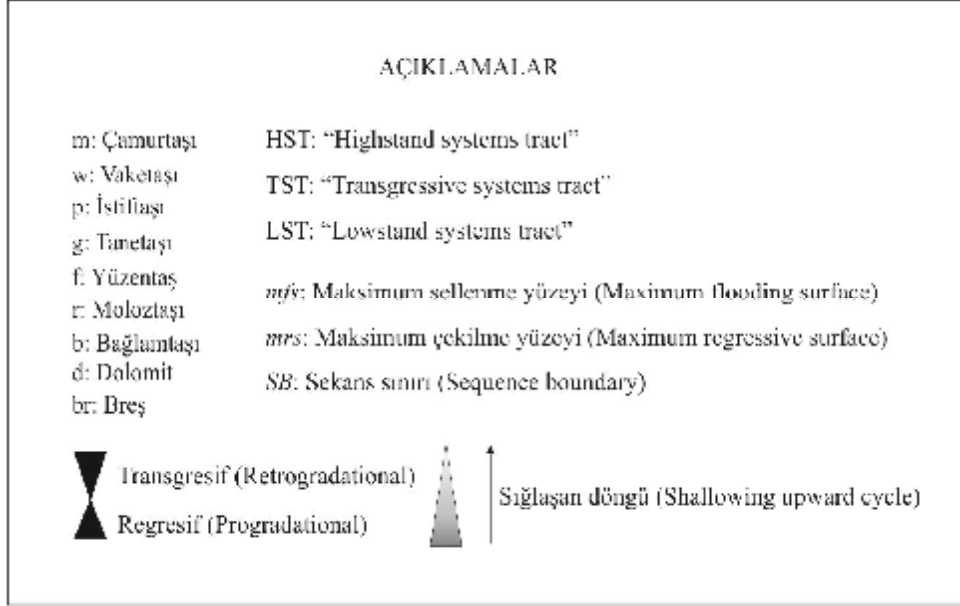 AÇIKLAMALAR
m: Çamurtaşı
w: Vaketaşı
p: İstiftaşı
g: Tanetaşı
f: Yüzentaş
r: Moloztaşı
b: Bağlamtaşı
d: Dolomit
br: Breş
HST: “Highstand systems tract”
TST: “Transgressive systems tract”
LST: “Lowstand systems tract”
mfs: Maksimum sellenme yüzeyi (Maximum flooding surface)
mrs: Maksimum çekilme yüzeyi (Maximum regressive surface)
SB: Sekans sınırı (Sequence boundary)
Transgresif (Retrogradational)
Regresif (Progradational)
Sığlaşan döngü (Shallowing upward cycle)